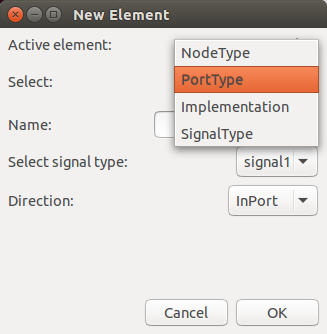 New Element
Active element:
NodeType
Select:
PortType
Implementation
Name:
SignalType
Select signal type:
signal1
Direction:
InPort
Cancel
OK